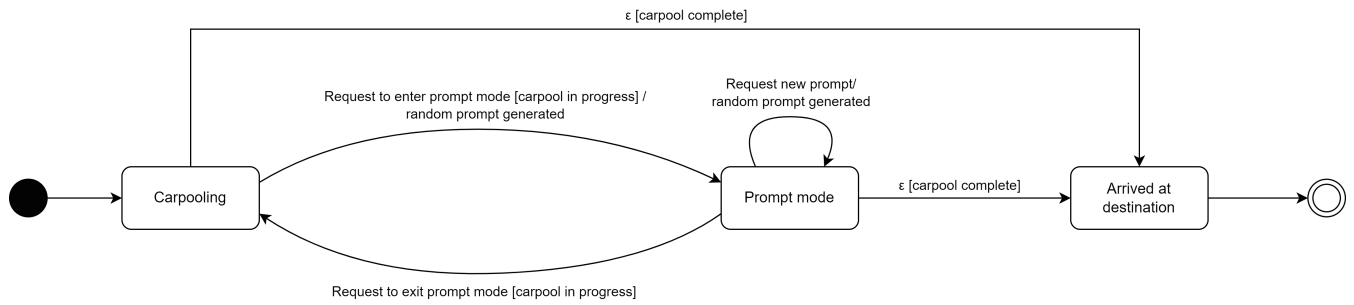 ε [carpool complete]
Request to enter prompt mode [carpool in progress] /
random prompt generated
Request new prompt/
random prompt generated
Carpooling
Prompt mode
ε [carpool complete]
Arrived at
destination
Request to exit prompt mode [carpool in progress]